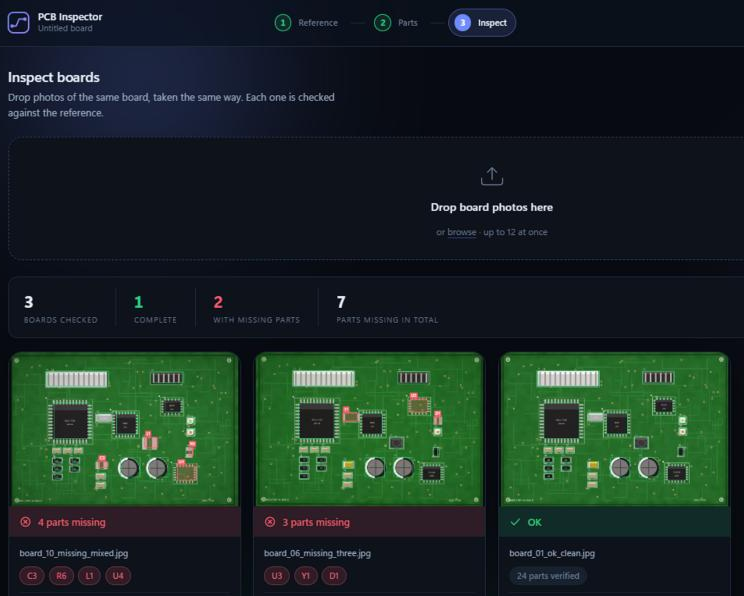 PCB Inspector
Untitled board
1 Reference
2 Parts
3 Inspect
Inspect boards
Drop photos of the same board, taken the same way. Each one is checked
against the reference.
Drop board photos here
or browse · up to 12 at once
3
BOARDS CHECKED
1
COMPLETE
2
WITH MISSING PARTS
7
PARTS MISSING IN TOTAL
4 parts missing
board_10_missing_mixed.jpg
C3 R6 L1 U4
3 parts missing
board_06_missing_three.jpg
U3 Y1 D1
OK
board_01_ok_clean.jpg
24 parts verified